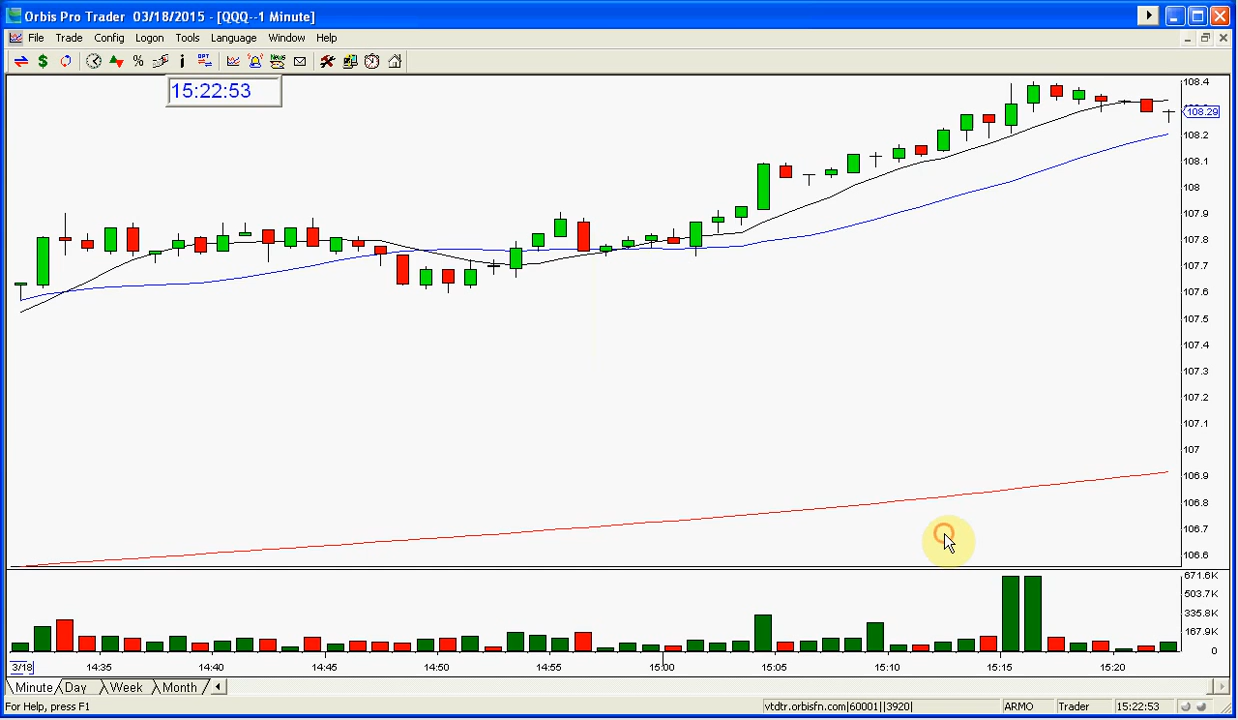 Orbis Pro Trader 03/18/2015 - [QQQ--1 Minute]
File Trade Config Logon Tools Language Window Help
$ % i OPT News
15:22:53
108.4
108.29
108.2
108.1
108
107.9
107.8
107.7
107.6
107.5
107.4
107.3
107.2
107.1
107
106.9
106.8
106.7
106.6
671.6K
503.7K
335.8K
167.9K
0
3/18 14:35 14:40 14:45 14:50 14:55 15:00 15:05 15:10 15:15 15:20
Minute Day Week Month
For Help, press F1 vtdtr.orbisfn.com|60001||3920| ARMO Trader 15:22:53